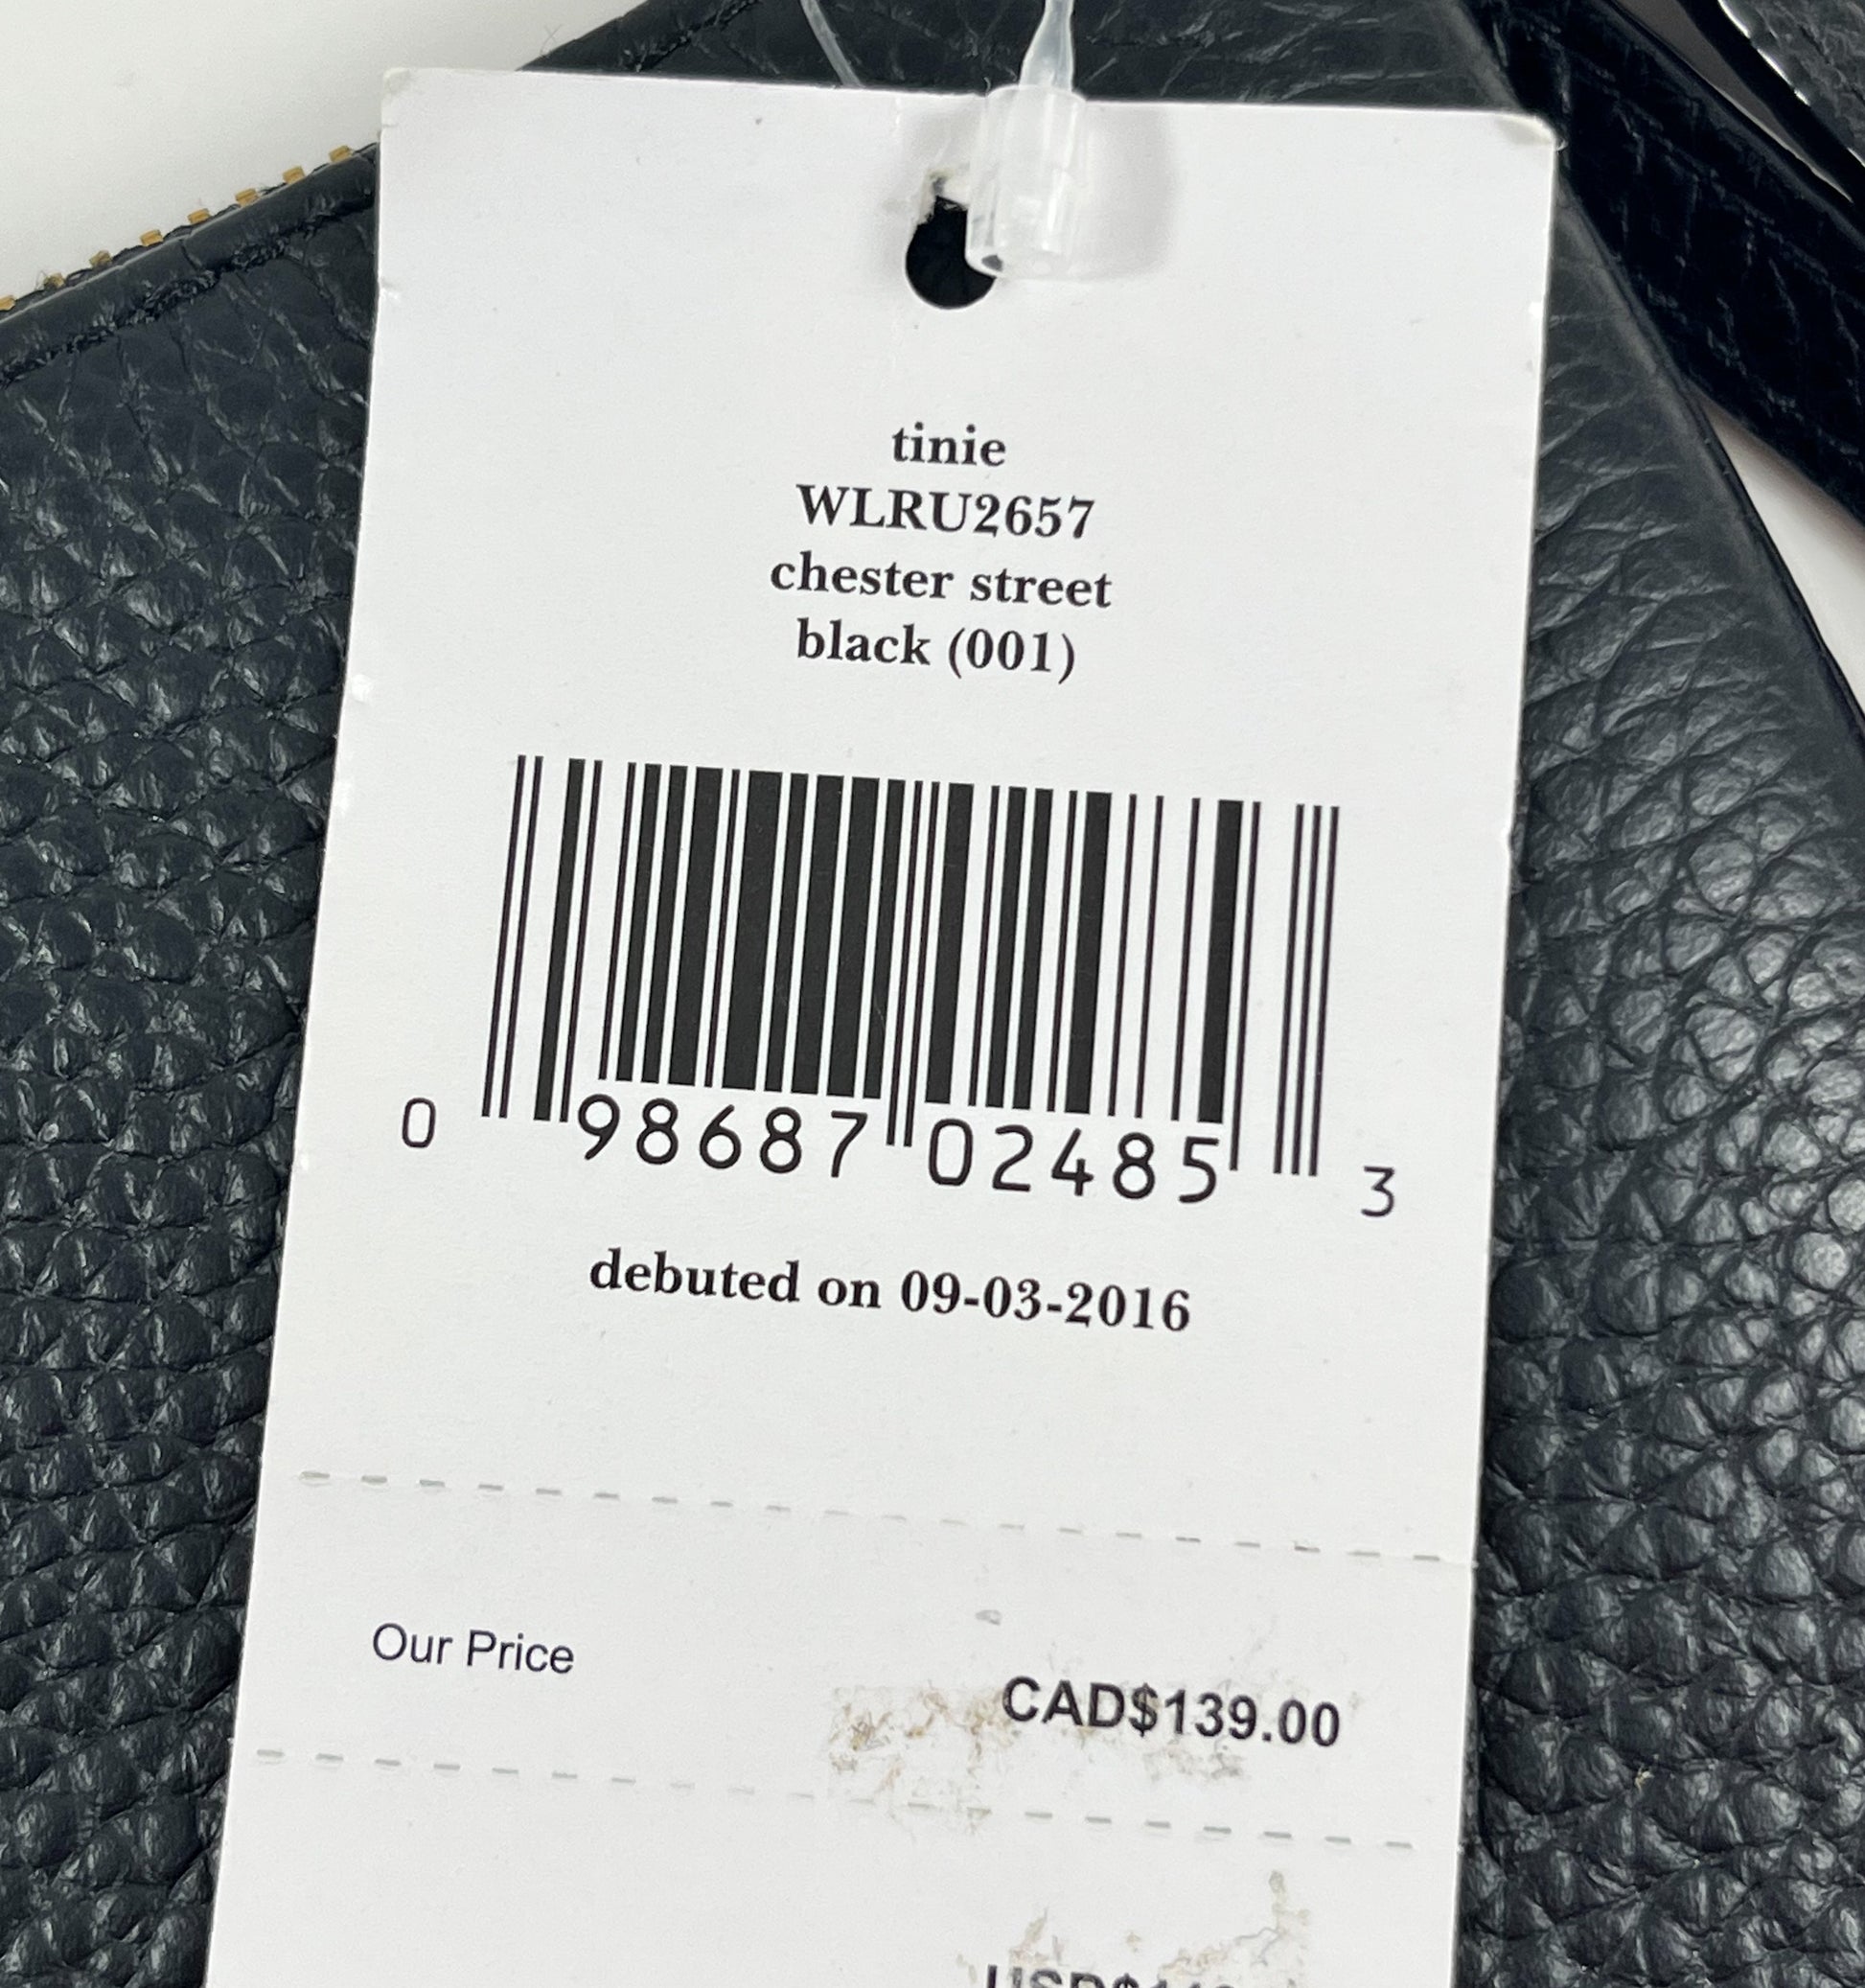 tinie
WLRU2657
chester street
black (001)
0 98687 02485 3
debuted on 09-03-2016
Our Price CAD$139.00